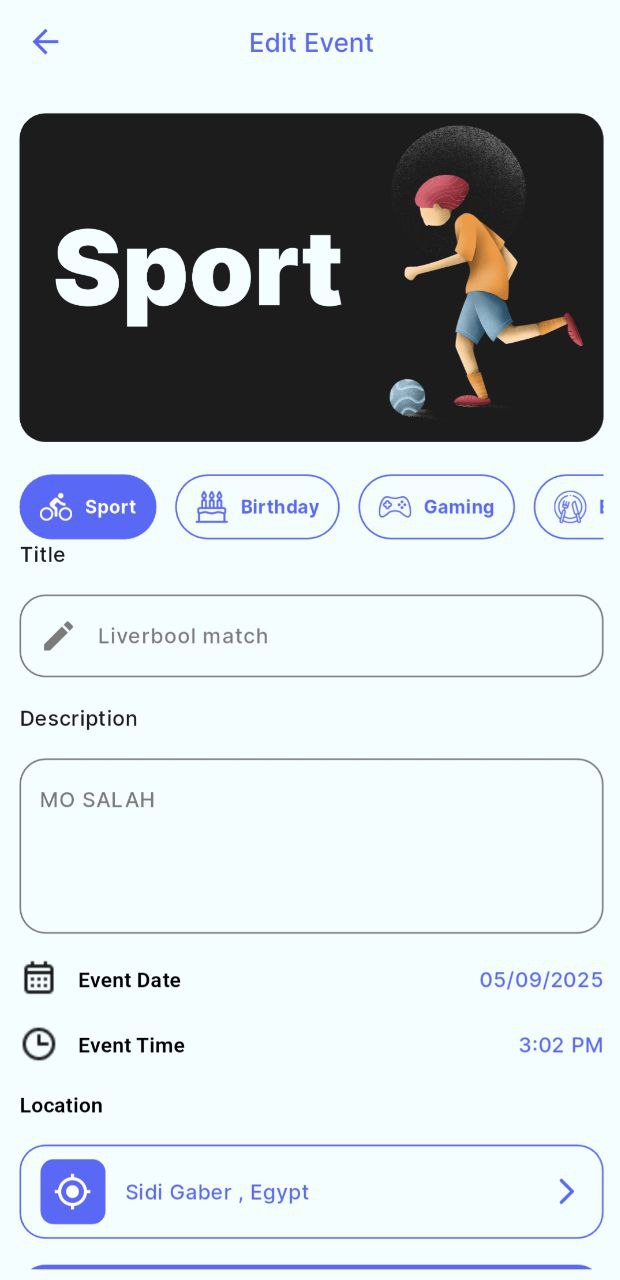 Edit Event
Sport
Sport Birthday Gaming
Title
Liverbool match
Description
MO SALAH
Event Date 05/09/2025
Event Time 3:02 PM
Location
Sidi Gaber , Egypt